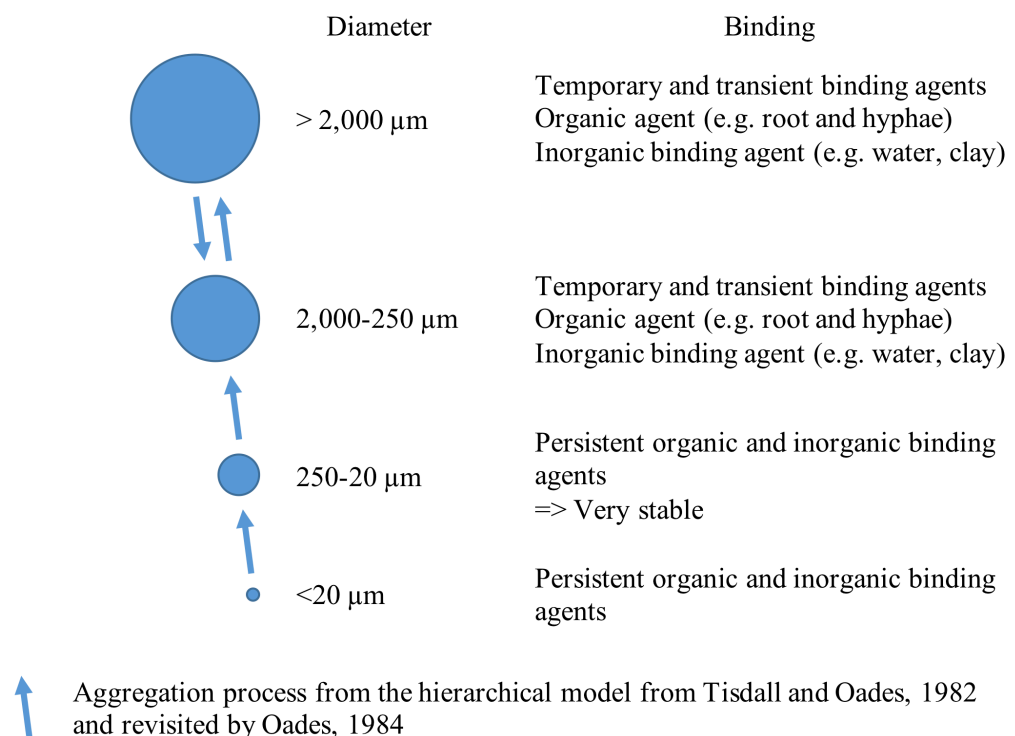 Diameter Binding
Temporary and transient binding agents
> 2,000 µm Organic agent (e.g. root and hyphae)
Inorganic binding agent (e.g. water, clay)
Temporary and transient binding agents
2,000-250 µm Organic agent (e.g. root and hyphae)
Inorganic binding agent (e.g. water, clay)
Persistent organic and inorganic binding
250-20 µm agents
=> Very stable
Persistent organic and inorganic binding
<20 µm agents
Aggregation process from the hierarchical model from Tisdall and Oades, 1982
and revisited by Oades, 1984